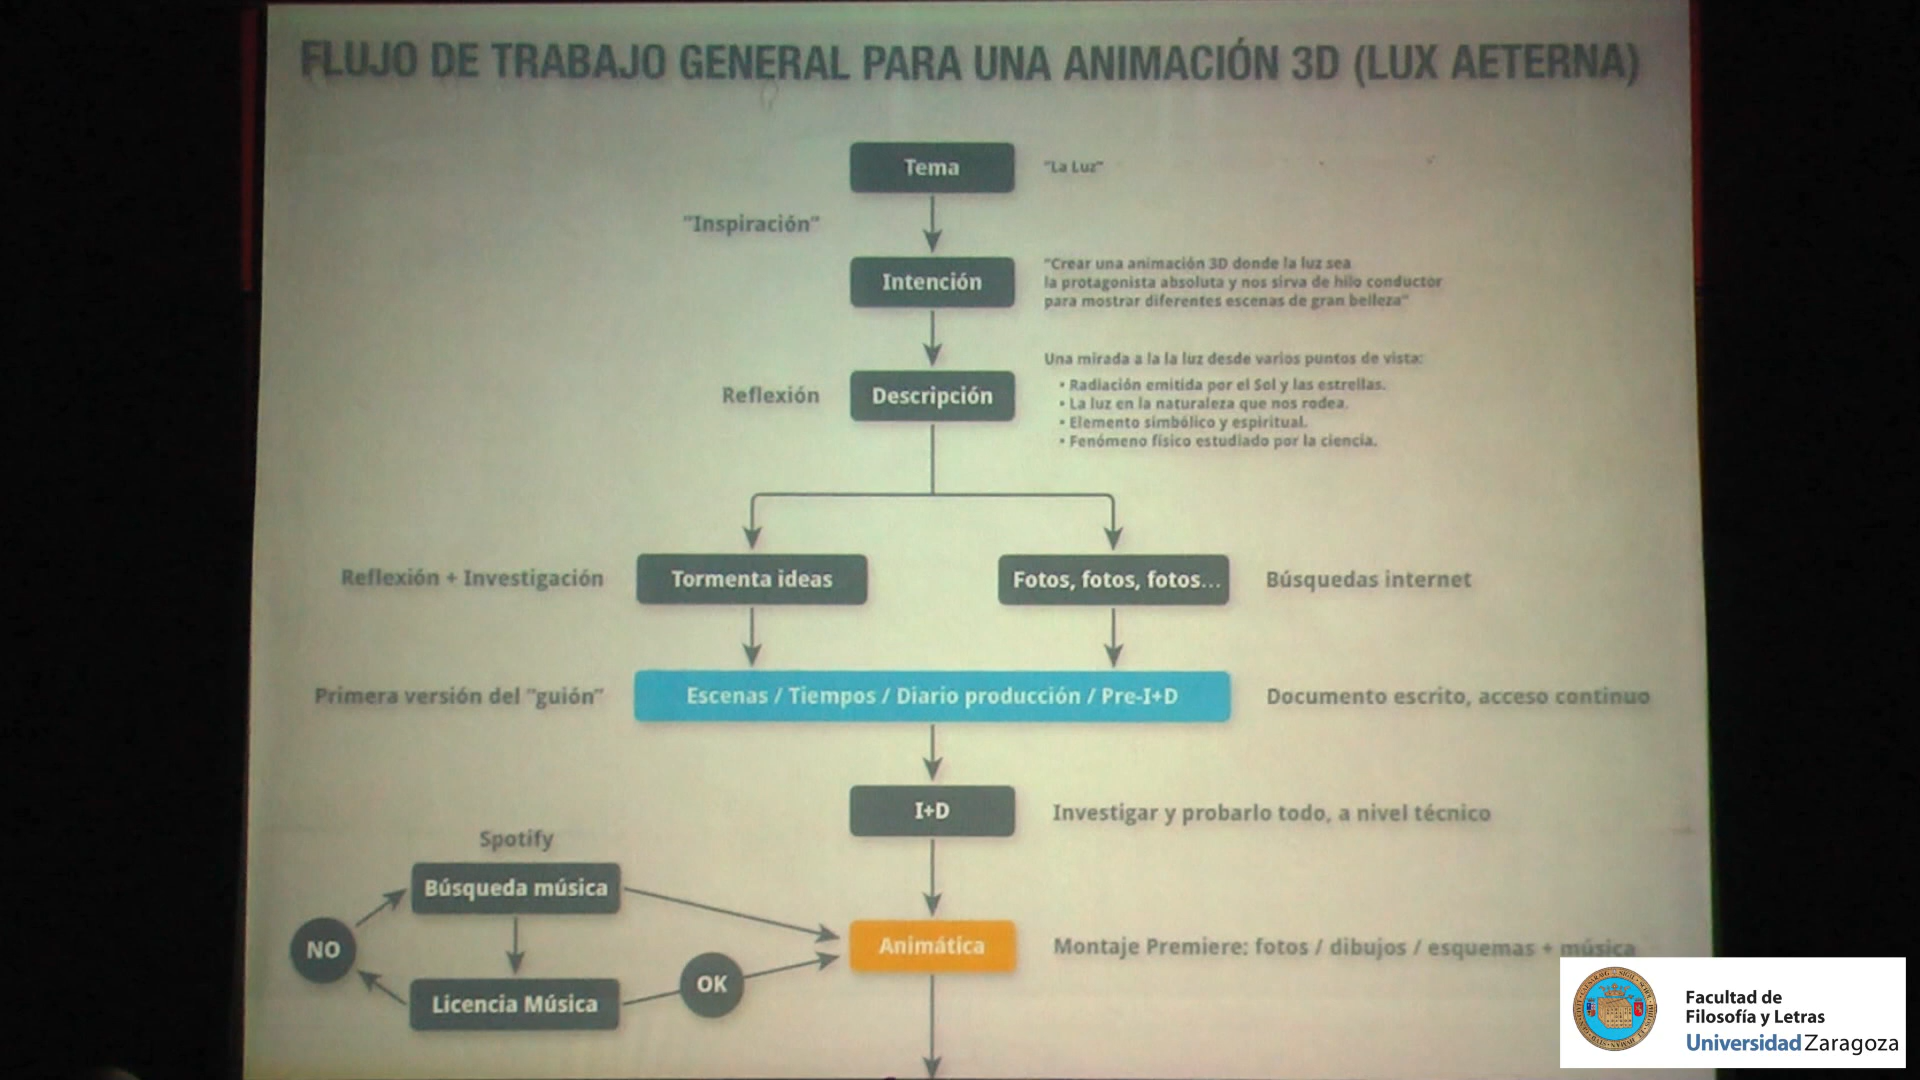 FLUJO DE TRABAJO GENERAL PARA UNA ANIMACIÓN 3D (LUX AETERNA)
Tema
"La Luz"
"Inspiración"
Intención
"Crear una animación 3D donde la luz sea
la protagonista absoluta y nos sirva de hilo conductor
para mostrar diferentes escenas de gran belleza"
Reflexión
Descripción
Una mirada a la la luz desde varios puntos de vista:
• Radiación emitida por el Sol y las estrellas.
• La luz en la naturaleza que nos rodea.
• Elemento simbólico y espiritual.
• Fenómeno físico estudiado por la ciencia.
Reflexión + Investigación
Tormenta ideas
Fotos, fotos, fotos...
Búsquedas internet
Primera versión del "guión"
Escenas / Tiempos / Diario producción / Pre-I+D
Documento escrito, acceso continuo
I+D
Investigar y probarlo todo, a nivel técnico
Spotify
Búsqueda música
NO
Licencia Música
OK
Animática
Montaje Premiere: fotos / dibujos / esquemas + música
Facultad de
Filosofía y Letras
Universidad Zaragoza